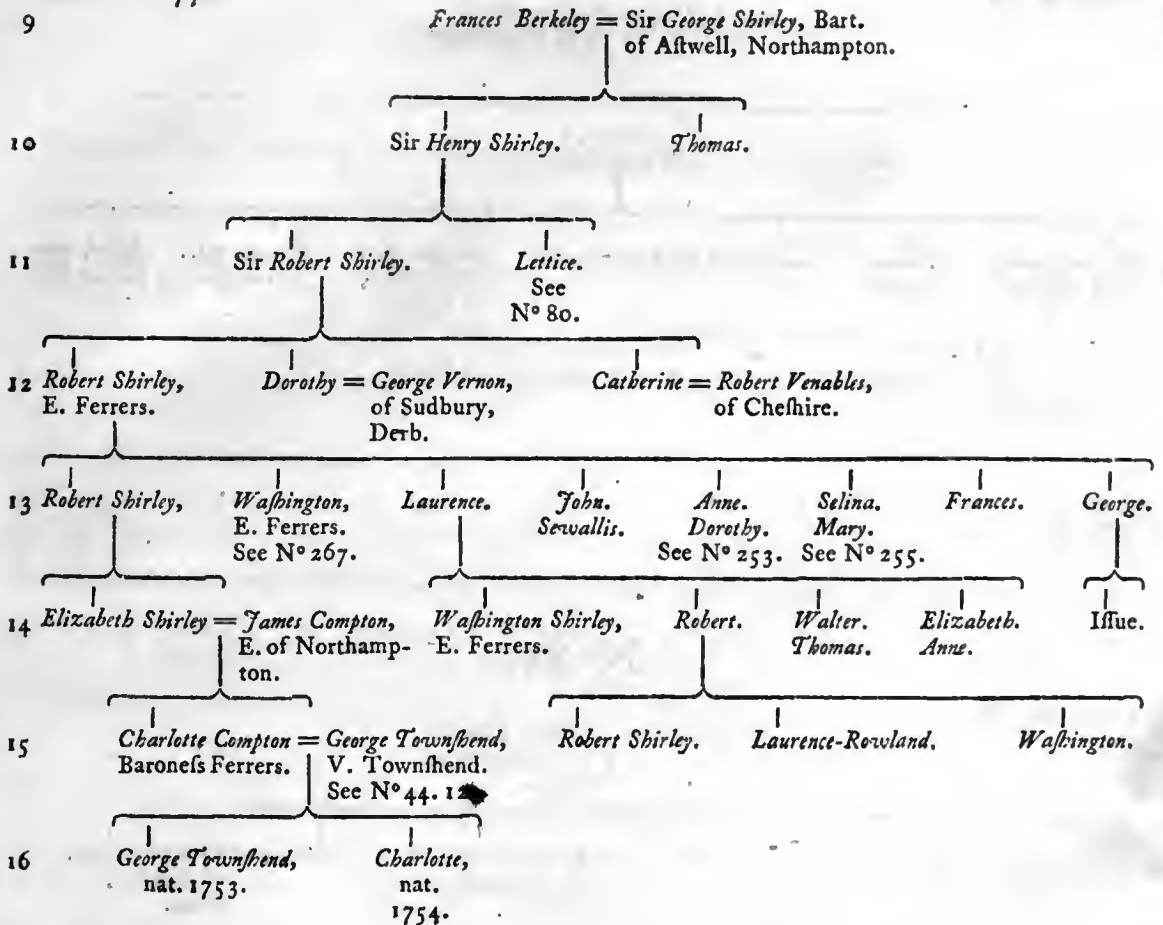 9 Frances Berkeley = Sir George Shirley, Bart.
of Aſtwell, Northampton.
10 Sir Henry Shirley. Thomas.
11 Sir Robert Shirley. Lettice.
See
Nº 80.
12 Robert Shirley, Dorothy = George Vernon, Catherine = Robert Venables,
E. Ferrers. of Sudbury, of Cheſhire.
Derb.
13 Robert Shirley, Waſhington, Laurence. John. Anne. Selina. Frances. George.
E. Ferrers. Sewallis. Dorothy. Mary.
See Nº 267. See Nº 253. See Nº 255.
14 Elizabeth Shirley = James Compton, Waſhington Shirley, Robert. Walter. Elizabeth. Iſſue.
E. of Northamp- E. Ferrers. Thomas. Anne.
ton.
15 Charlotte Compton = George Townſhend, Robert Shirley. Laurence-Rowland. Waſhington.
Baroneſs Ferrers. V. Townſhend.
See Nº 44.
16 George Townſhend, Charlotte,
nat. 1753. nat.
1754.